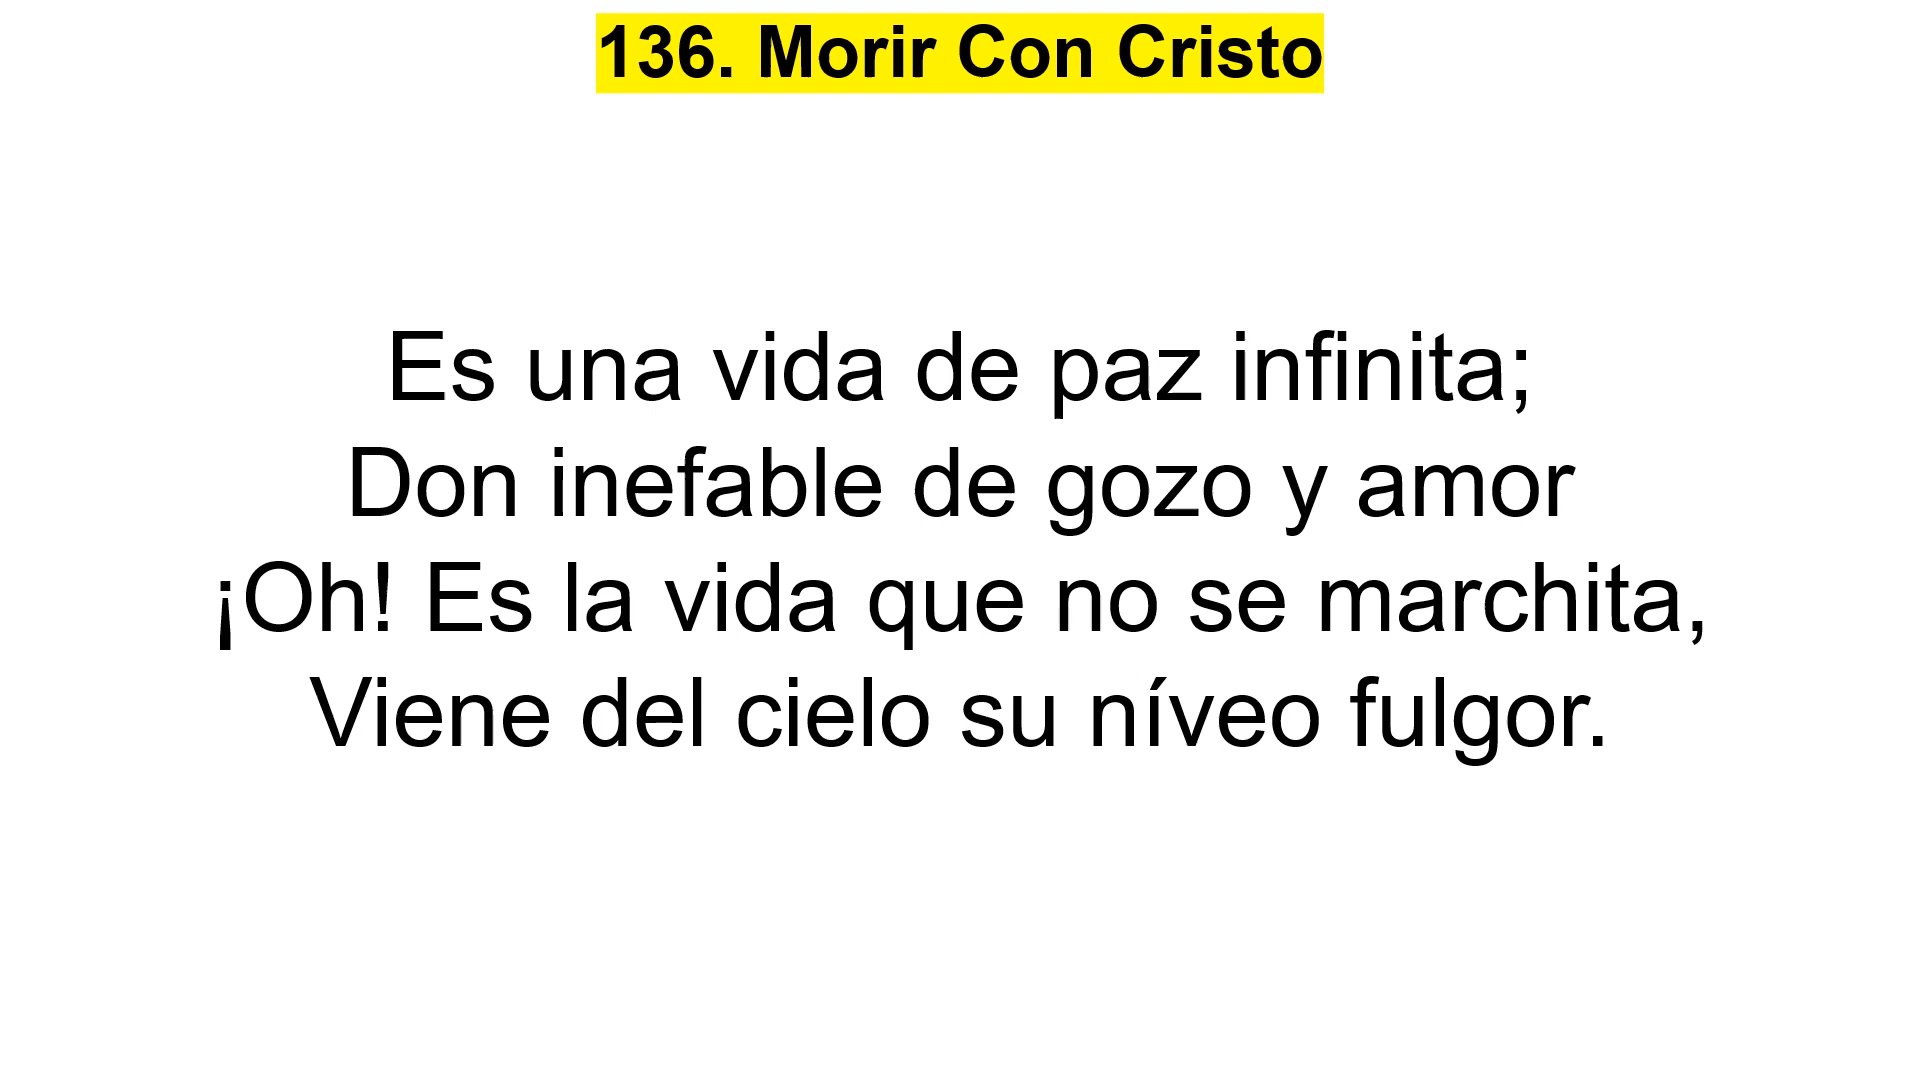 136. Morir Con Cristo
Es una vida de paz infinita;
Don inefable de gozo y amor
¡Oh! Es la vida que no se marchita,
Viene del cielo su níveo fulgor.